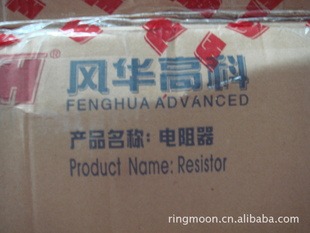 风华高科
FENGHUA ADVANCED
产品名称：电阻器
Product Name: Resistor
ringmoon.cn.alibaba.com